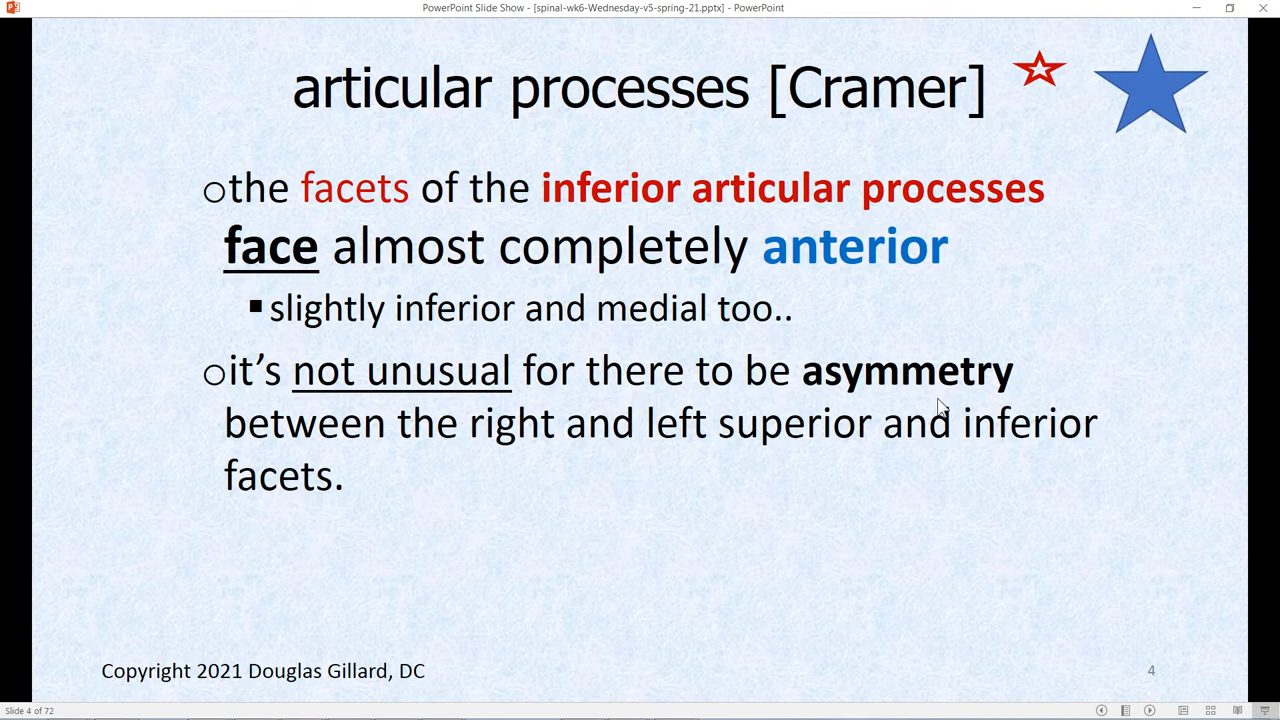 PowerPoint Slide Show - [spinal-wk6-Wednesday-v5-spring-21.pptx] - PowerPoint
articular processes [Cramer]
the facets of the inferior articular processes
face almost completely anterior
slightly inferior and medial too..
it’s not unusual for there to be asymmetry
between the right and left superior and inferior
facets.
Copyright 2021 Douglas Gillard, DC
4
Slide 4 of 72